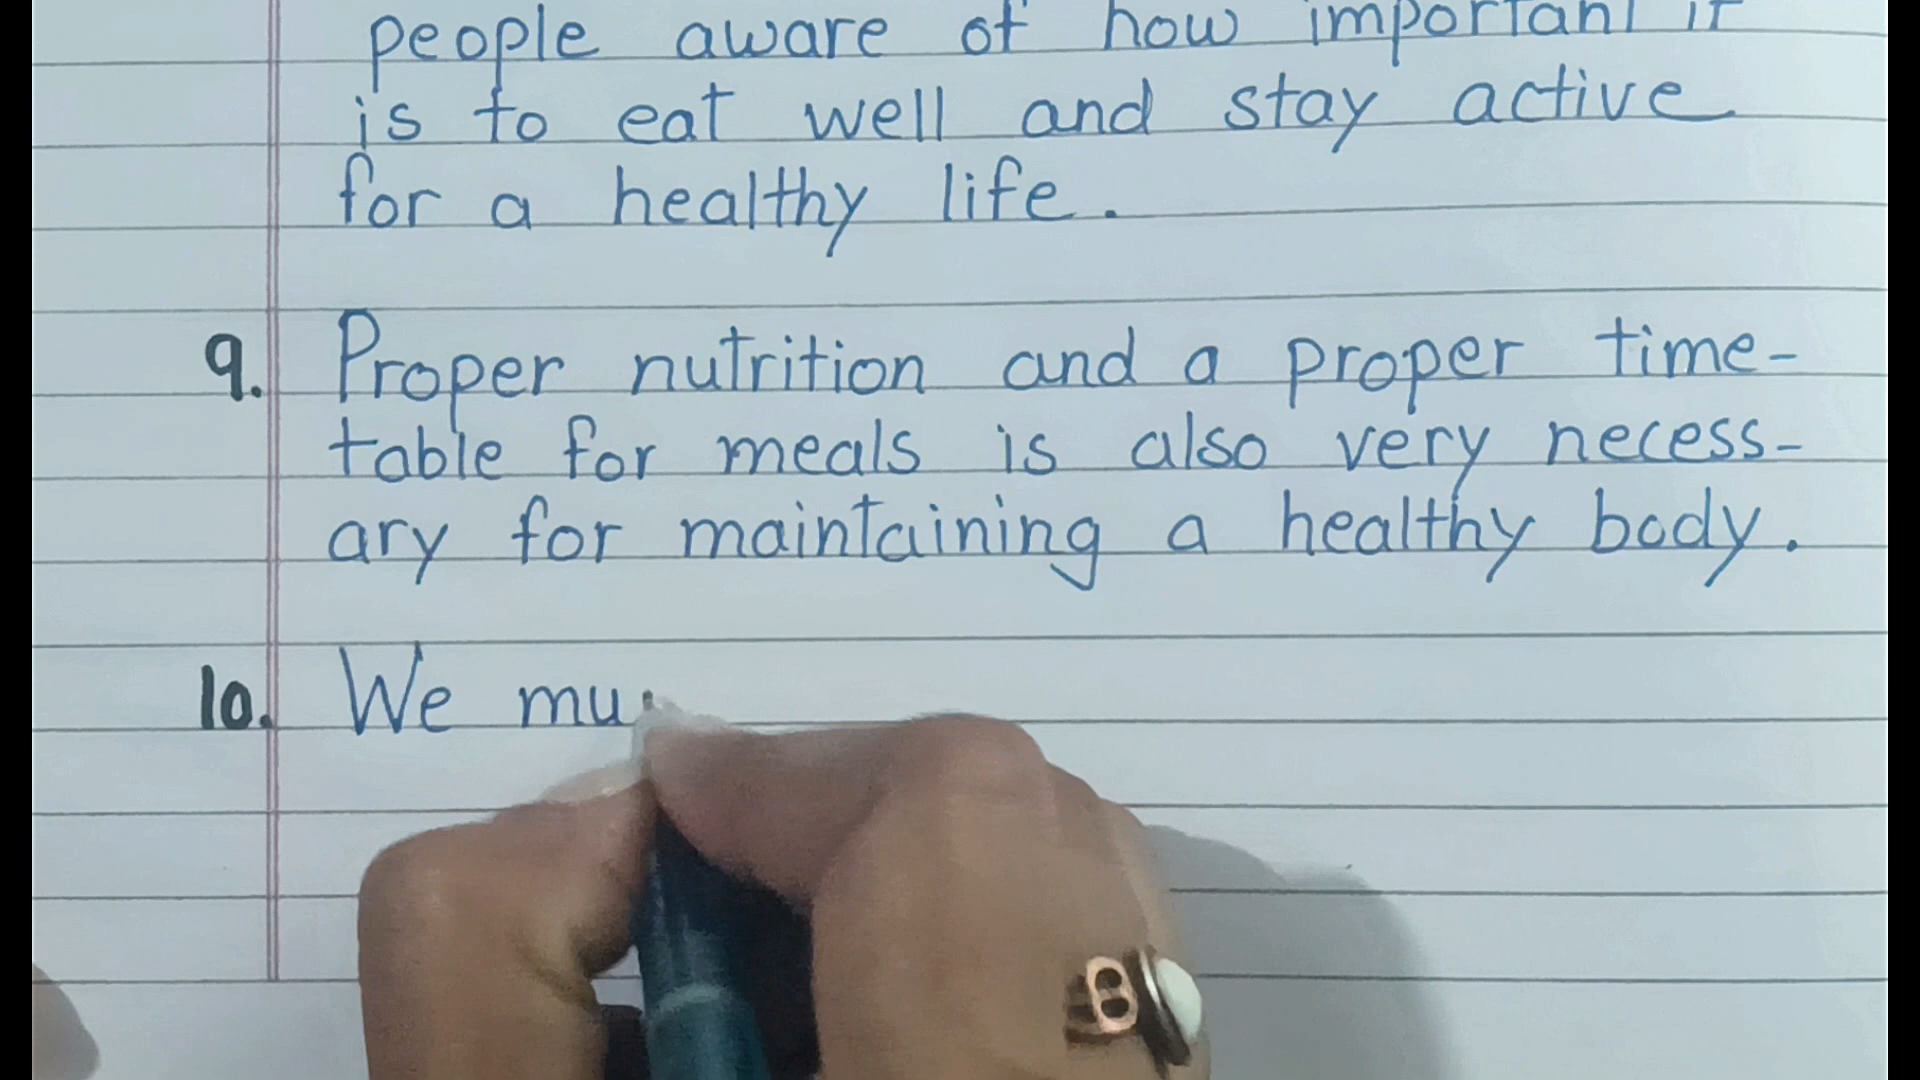 people aware of how important it
is to eat well and stay active
for a healthy life.
9. Proper nutrition and a proper time-
table for meals is also very necess-
ary for maintaining a healthy body.
10. We mu